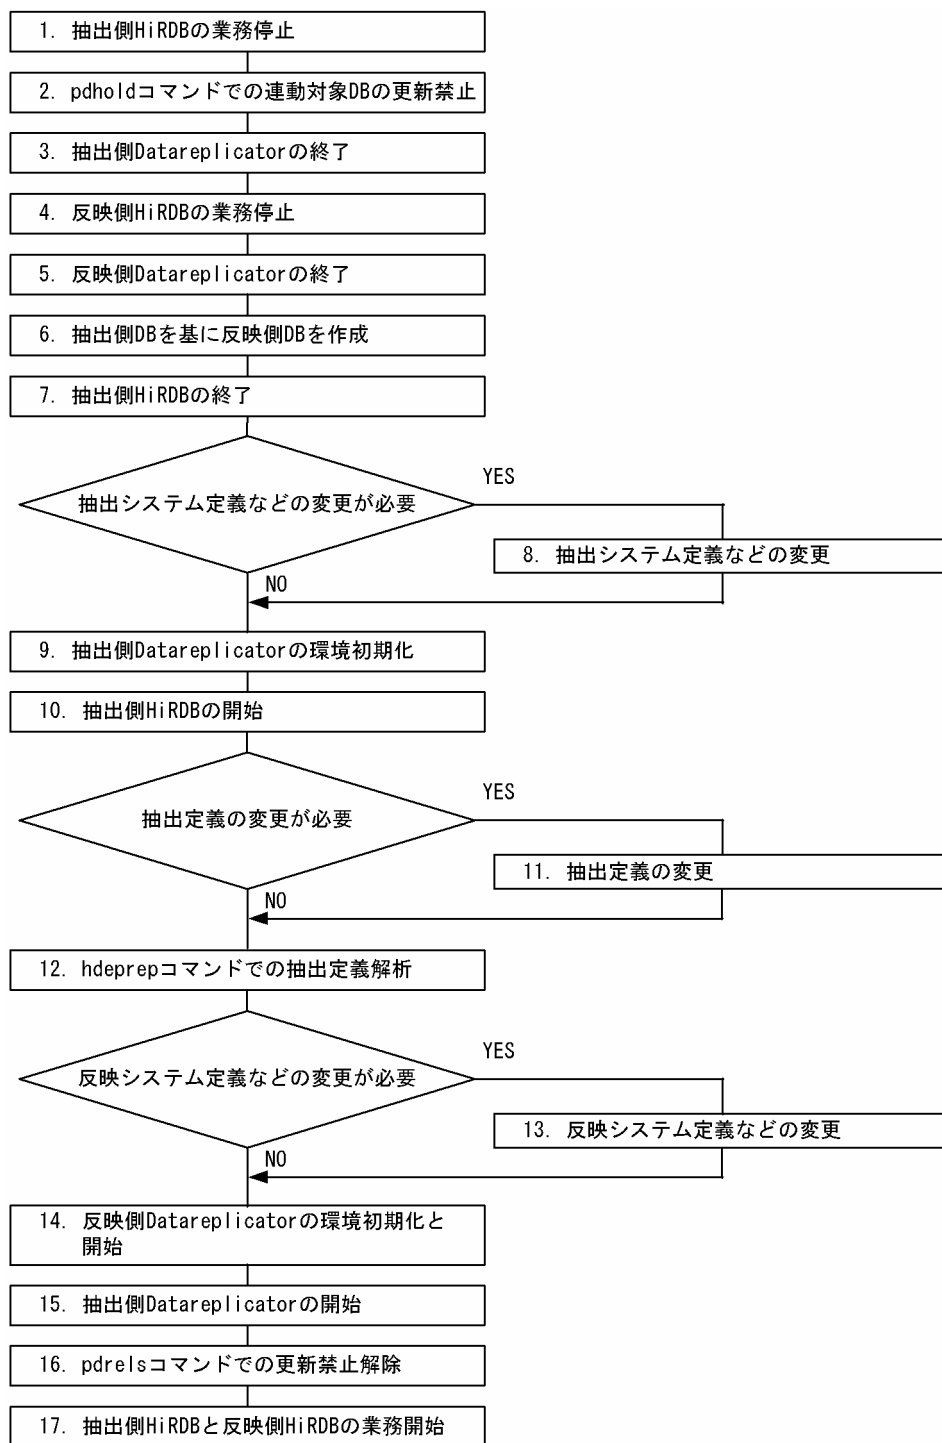 1. 抽出側HiRDBの業務停止
2. pdholdコマンドでの連動対象DBの更新禁止
3. 抽出側Datareplicatorの終了
4. 反映側HiRDBの業務停止
5. 反映側Datareplicatorの終了
6. 抽出側DBを基に反映側DBを作成
7. 抽出側HiRDBの終了
抽出システム定義などの変更が必要
YES
8. 抽出システム定義などの変更
NO
9. 抽出側Datareplicatorの環境初期化
10. 抽出側HiRDBの開始
抽出定義の変更が必要
YES
11. 抽出定義の変更
NO
12. hdeprepコマンドでの抽出定義解析
反映システム定義などの変更が必要
YES
13. 反映システム定義などの変更
NO
14. 反映側Datareplicatorの環境初期化と
開始
15. 抽出側Datareplicatorの開始
16. pdrelsコマンドでの更新禁止解除
17. 抽出側HiRDBと反映側HiRDBの業務開始